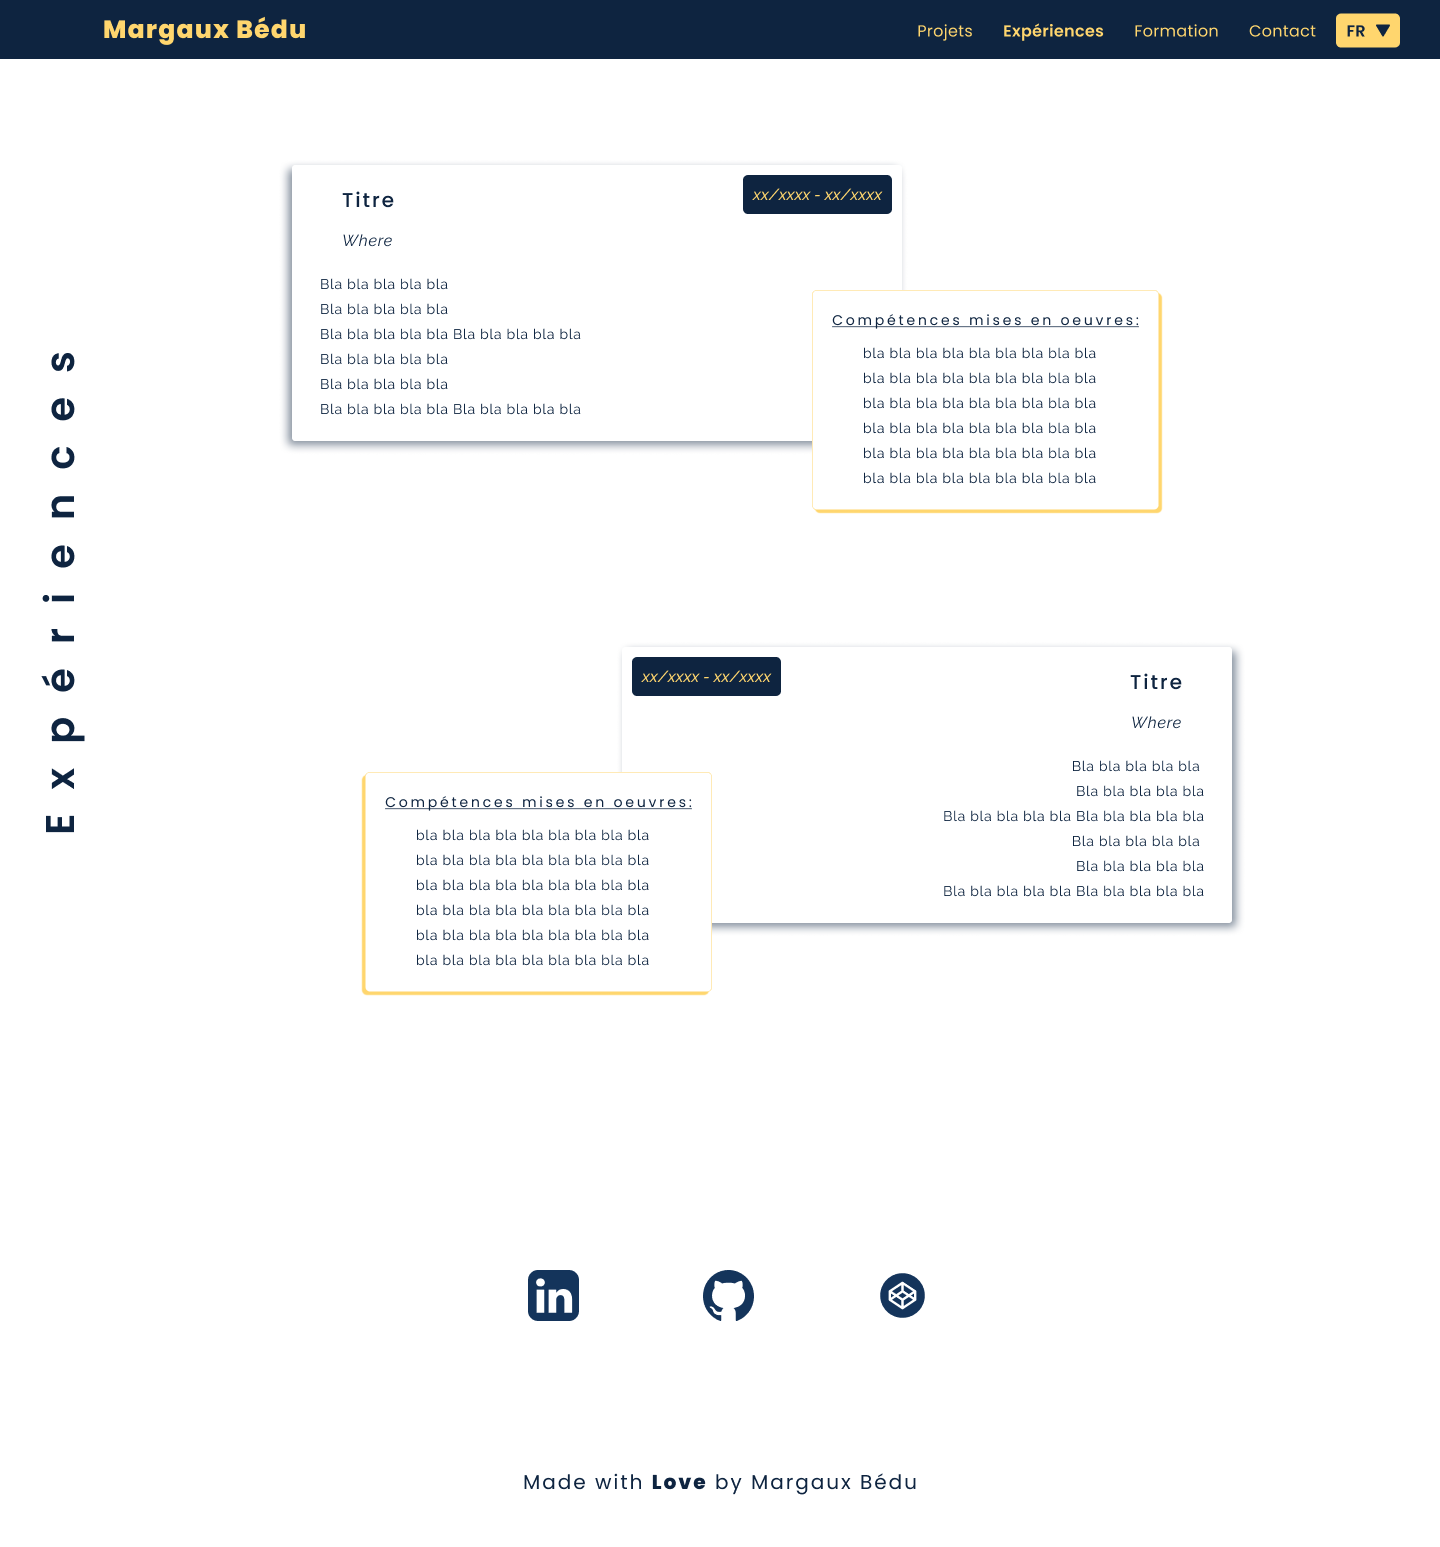 Margaux Bédu
Projets
Expériences
Formation
Contact
FR
Expériences
Titre
xx/xxxx - xx/xxxx
Where
Bla bla bla bla bla
Bla bla bla bla bla
Bla bla bla bla bla Bla bla bla bla bla
Bla bla bla bla bla
Bla bla bla bla bla
Bla bla bla bla bla Bla bla bla bla bla
Compétences mises en oeuvres:
bla bla bla bla bla bla bla bla bla
bla bla bla bla bla bla bla bla bla
bla bla bla bla bla bla bla bla bla
bla bla bla bla bla bla bla bla bla
bla bla bla bla bla bla bla bla bla
bla bla bla bla bla bla bla bla bla
xx/xxxx - xx/xxxx
Titre
Where
Bla bla bla bla bla
Bla bla bla bla bla
Bla bla bla bla bla Bla bla bla bla bla
Bla bla bla bla bla
Bla bla bla bla bla
Bla bla bla bla bla Bla bla bla bla bla
Compétences mises en oeuvres:
bla bla bla bla bla bla bla bla bla
bla bla bla bla bla bla bla bla bla
bla bla bla bla bla bla bla bla bla
bla bla bla bla bla bla bla bla bla
bla bla bla bla bla bla bla bla bla
bla bla bla bla bla bla bla bla bla
in
Made with Love by Margaux Bédu